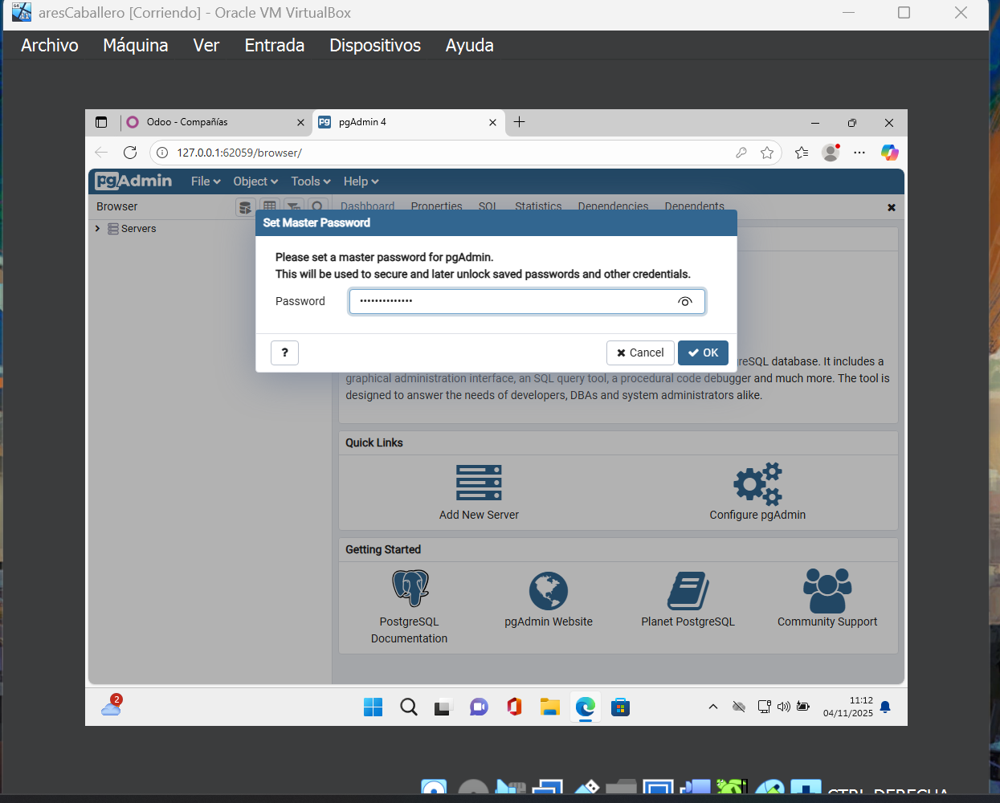 aresCaballero [Corriendo] - Oracle VM VirtualBox
Archivo Máquina Ver Entrada Dispositivos Ayuda
Odoo - Compañías
pgAdmin 4
127.0.0.1:62059/browser/
pgAdmin File Object Tools Help
Browser
Dashboard Properties SQL Statistics Dependencies Dependents
Servers
Set Master Password
Please set a master password for pgAdmin.
This will be used to secure and later unlock saved passwords and other credentials.
Password ••••••••••••••
? Cancel OK
reSQL database. It includes a
graphical administration interface, an SQL query tool, a procedural code debugger and much more. The tool is
designed to answer the needs of developers, DBAs and system administrators alike.
Quick Links
Add New Server
Configure pgAdmin
Getting Started
PostgreSQL
Documentation
pgAdmin Website
Planet PostgreSQL
Community Support
2
11:12
04/11/2025
CTRL DERECHA